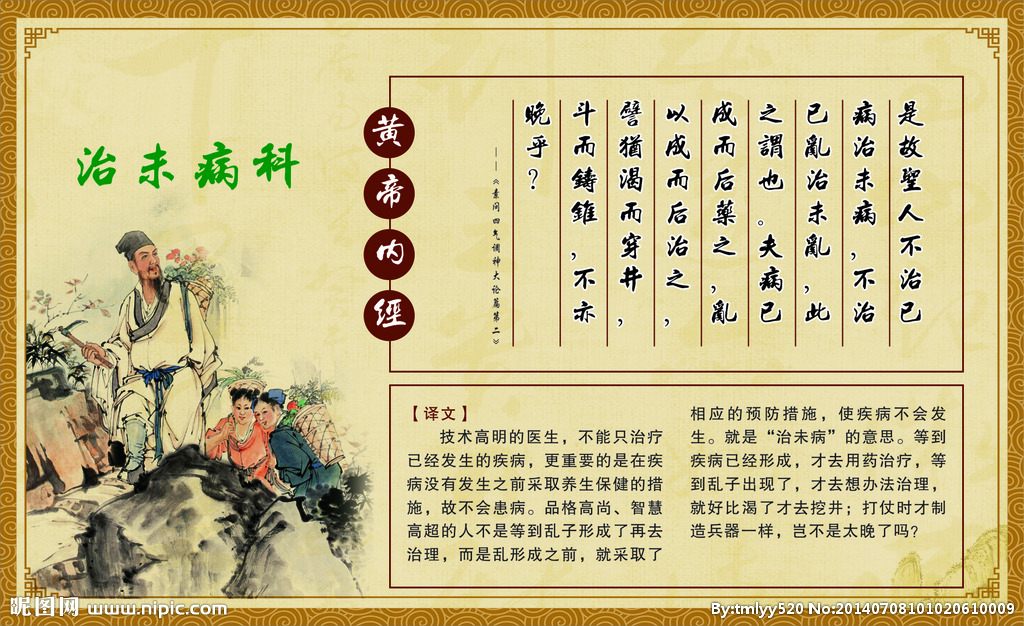 治未病科
黄帝内經
是故聖人不治已
病治未病，不治
已亂治未亂，此
之謂也。夫病已
成而后藥之，亂
以成而后治之，
譬猶渴而穿井，
斗而鑄錐，不亦
晚乎？
——《素问四气调神大论篇第二》
【译文】
技术高明的医生，不能只治疗
已经发生的疾病，更重要的是在疾
病没有发生之前采取养生保健的措
施，故不会患病。品格高尚、智慧
高超的人不是等到乱子形成了再去
治理，而是乱形成之前，就采取了
相应的预防措施，使疾病不会发
生。就是“治未病”的意思。等到
疾病已经形成，才去用药治疗，等
到乱子出现了，才去想办法治理，
就好比渴了才去挖井；打仗时才制
造兵器一样，岂不是太晚了吗？
昵图网 www.nipic.com
By:tmlyy520 No:20140708101020610009